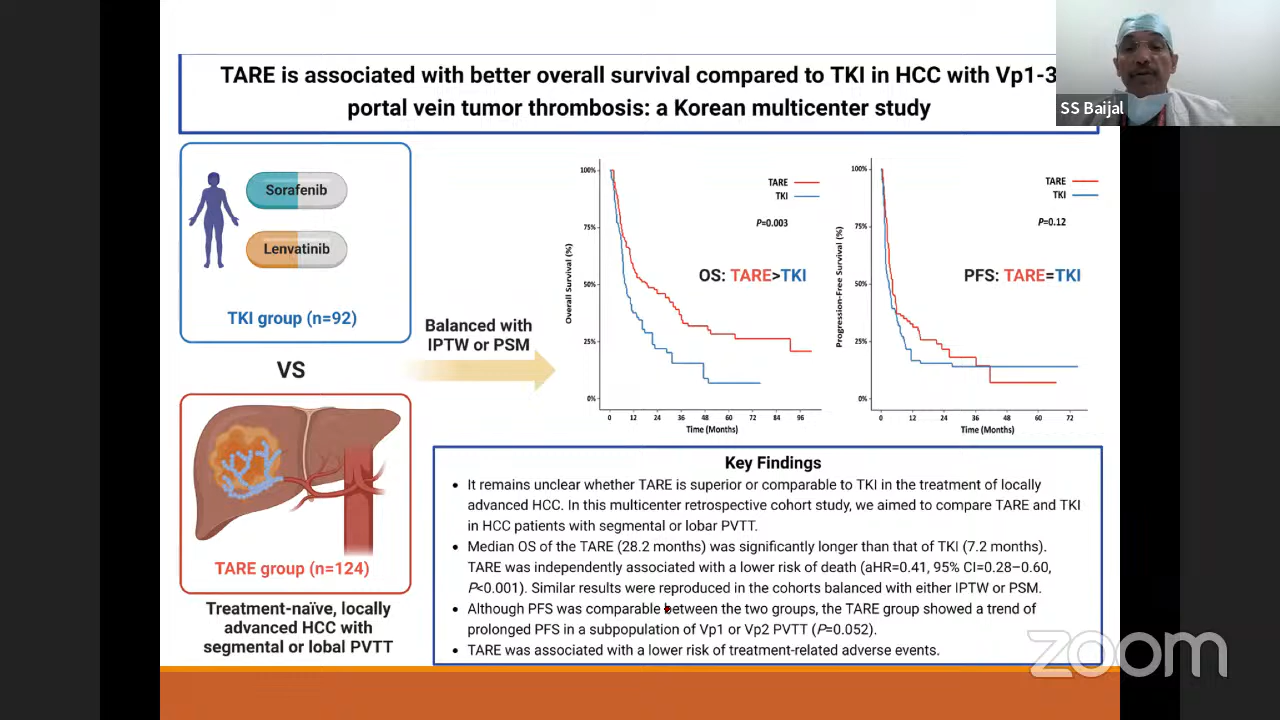 TARE is associated with better overall survival compared to TKI in HCC with Vp1-3
portal vein tumor thrombosis: a Korean multicenter study
SS Baijal
Sorafenib
Lenvatinib
TKI group (n=92)
VS
TARE group (n=124)
Treatment-naïve, locally
advanced HCC with
segmental or lobal PVTT
Balanced with
IPTW or PSM
Overall Survival (%)
100%
75%
50%
25%
0%
TARE
TKI
P=0.003
OS: TARE>TKI
0 12 24 36 48 60 72 84 96
Time (Months)
Progression-Free Survival (%)
100%
75%
50%
25%
0%
TARE
TKI
P=0.12
PFS: TARE=TKI
0 12 24 36 48 60 72
Time (Months)
Key Findings
• It remains unclear whether TARE is superior or comparable to TKI in the treatment of locally
advanced HCC. In this multicenter retrospective cohort study, we aimed to compare TARE and TKI
in HCC patients with segmental or lobar PVTT.
• Median OS of the TARE (28.2 months) was significantly longer than that of TKI (7.2 months).
TARE was independently associated with a lower risk of death (aHR=0.41, 95% CI=0.28–0.60,
P<0.001). Similar results were reproduced in the cohorts balanced with either IPTW or PSM.
• Although PFS was comparable between the two groups, the TARE group showed a trend of
prolonged PFS in a subpopulation of Vp1 or Vp2 PVTT (P=0.052).
• TARE was associated with a lower risk of treatment-related adverse events.
zoom